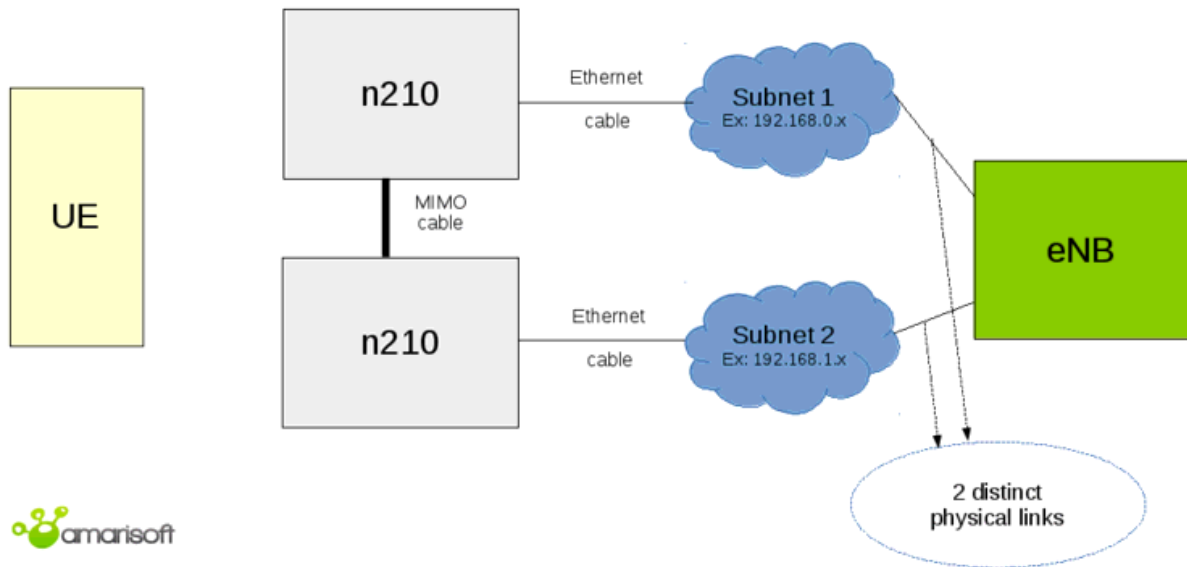 UE
n210
Ethernet
cable
Subnet 1
Ex: 192.168.0.x
MIMO
cable
n210
Ethernet
cable
Subnet 2
Ex: 192.168.1.x
eNB
2 distinct
physical links
amarisoft